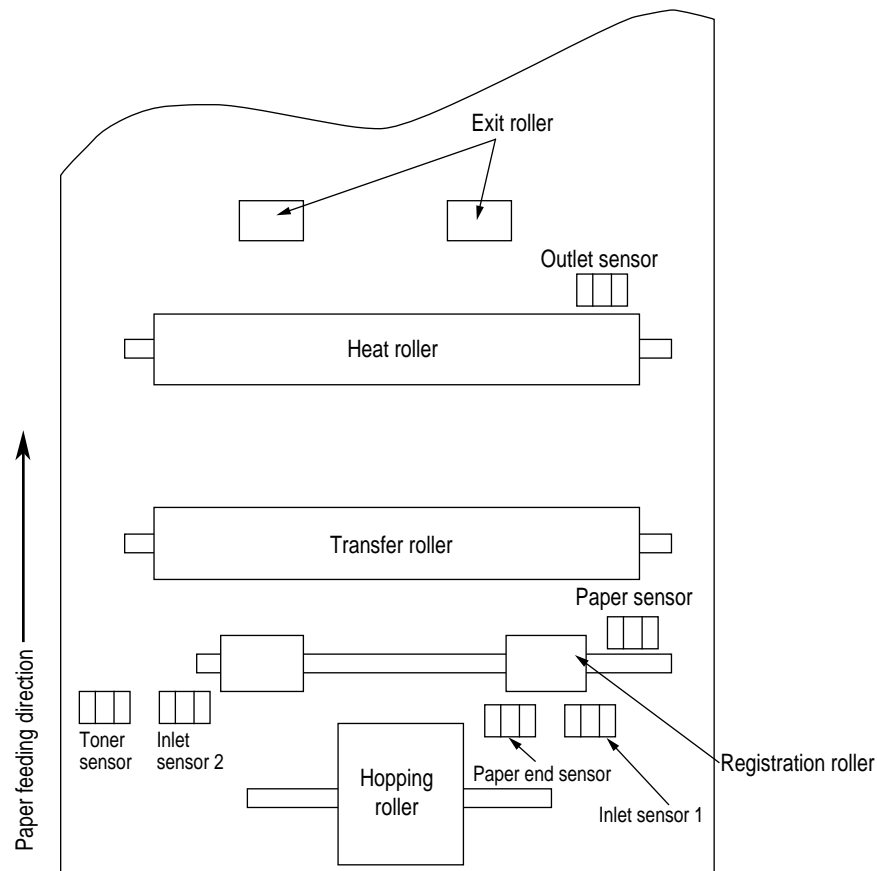 Exit roller
Outlet sensor
Heat roller
Transfer roller
Paper sensor
Paper feeding direction
Toner
sensor
Inlet
sensor 2
Hopping
roller
Paper end sensor
Inlet sensor 1
Registration roller